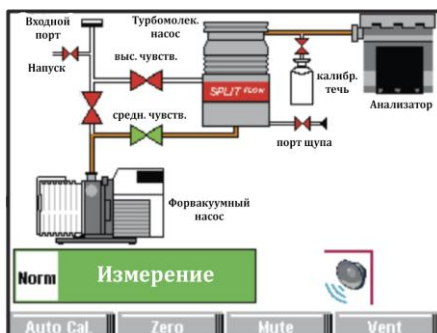 Входной
порт
Турбомолек.
насос
выс. чувств.
Напуск
калибр.
течь
Анализатор
SPLIT FLOW
средн. чувств.
порт щупа
Форвакуумный
насос
Norm Измерение
Auto Cal. Zero Mute Vent